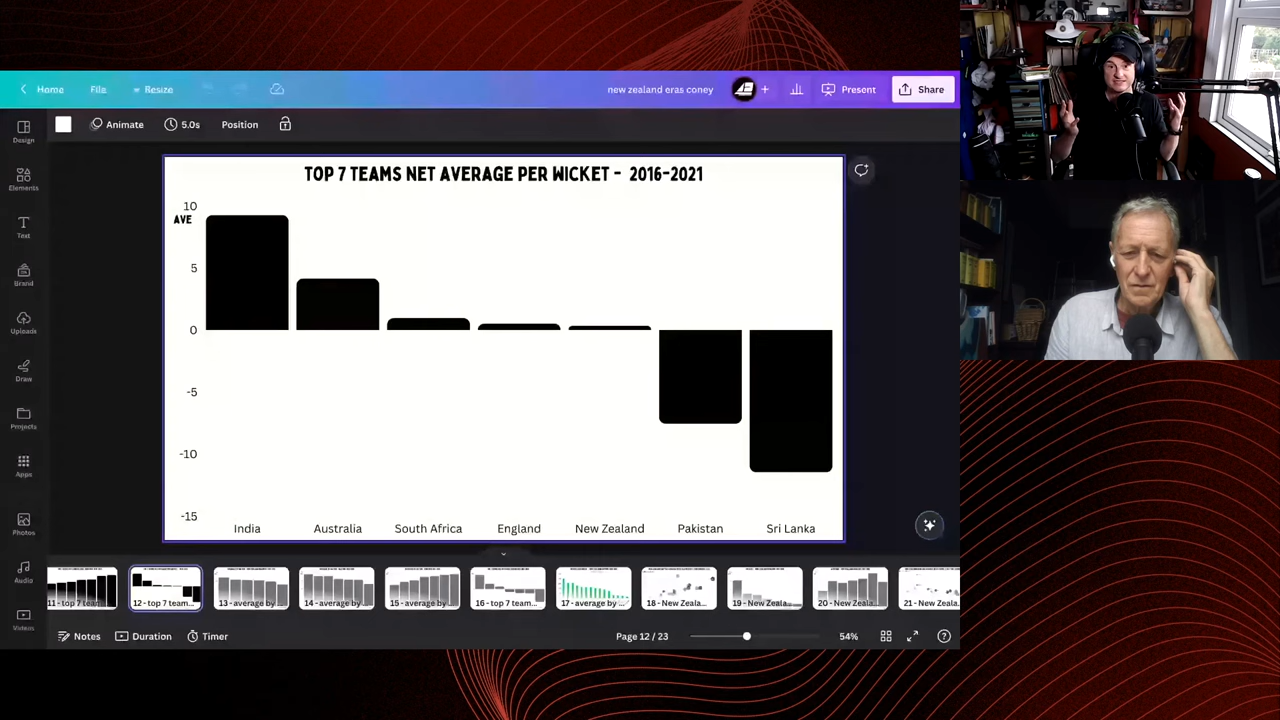 Home File Resize new zealand eras coney + Present Share
Animate 5.0s Position
Design
Elements
Text
Brand
Uploads
Draw
Projects
Apps
Photos
Audio
Videos
TOP 7 TEAMS NET AVERAGE PER WICKET - 2016-2021
10
AVE
5
0
-5
-10
-15
India Australia South Africa England New Zealand Pakistan Sri Lanka
11 - top 7 team... 12 - top 7 team... 13 - average by ... 14 - average by ... 15 - average by ... 16 - top 7 team... 17 - average by ... 18 - New Zeala... 19 - New Zeala... 20 - New Zeala... 21 - New Zeala...
Notes Duration Timer Page 12 / 23 54%